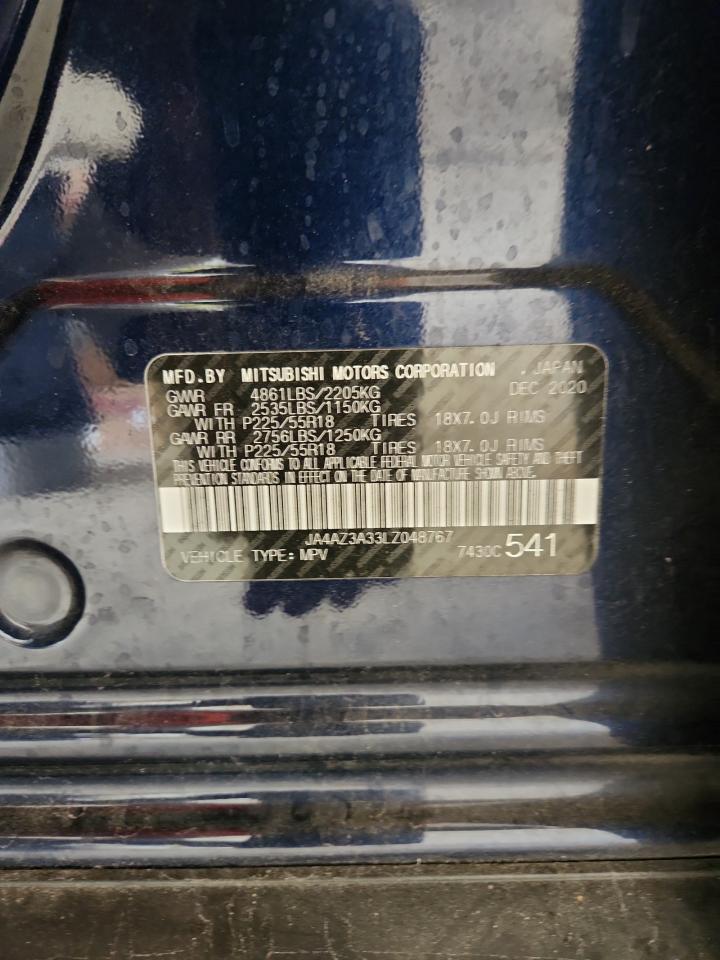 MFD.BY MITSUBISHI MOTORS CORPORATION , JAPAN
GVWR 4861LBS/2205KG DEC 2020
GAWR FR 2535LBS/1150KG
WITH P225/55R18 TIRES 18X7.0J RIMS
GAWR RR 2756LBS/1250KG
WITH P225/55R18 TIRES 18X7.0J RIMS
THIS VEHICLE CONFORMS TO ALL APPLICABLE FEDERAL MOTOR VEHICLE SAFETY AND THEFT
PREVENTION STANDARDS IN EFFECT ON THE DATE OF MANUFACTURE SHOWN ABOVE.
JA4AZ3A33LZ048767
VEHICLE TYPE: MPV 7430C 541